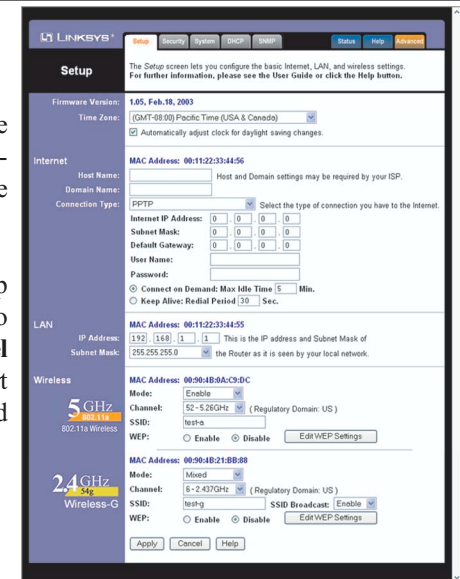 LINKSYS®
Setup Security System DHCP SNMP Status Help Advanced
Setup
The Setup screen lets you configure the basic Internet, LAN, and wireless settings.
For further information, please see the User Guide or click the Help button.
Firmware Version: 1.05, Feb.18, 2003
Time Zone: (GMT-08:00) Pacific Time (USA & Canada)
Automatically adjust clock for daylight saving changes.
Internet MAC Address: 00:11:22:33:44:56
Host Name: Host and Domain settings may be required by your ISP.
Domain Name:
Connection Type: PPTP Select the type of connection you have to the Internet.
Internet IP Address: 0 . 0 . 0 . 0
Subnet Mask: 0 . 0 . 0 . 0
Default Gateway: 0 . 0 . 0 . 0
User Name:
Password:
Connect on Demand: Max Idle Time 5 Min.
Keep Alive: Redial Period 30 Sec.
LAN MAC Address: 00:11:22:33:44:55
IP Address: 192 . 168 . 1 . 1 This is the IP address and Subnet Mask of
Subnet Mask: 255.255.255.0 the Router as it is seen by your local network.
Wireless MAC Address: 00:90:4B:0A:C9:DC
Mode: Enable
5 GHz 802.11a Channel: 52 - 5.26GHz ( Regulatory Domain: US )
802.11a Wireless SSID: test-a
WEP: Enable Disable Edit WEP Settings
MAC Address: 00:90:4B:21:BB:88
Mode: Mixed
2.4 GHz 54g Channel: 6 - 2.437GHz ( Regulatory Domain: US )
Wireless-G SSID: test-g SSID Broadcast: Enable
WEP: Enable Disable Edit WEP Settings
Apply Cancel Help